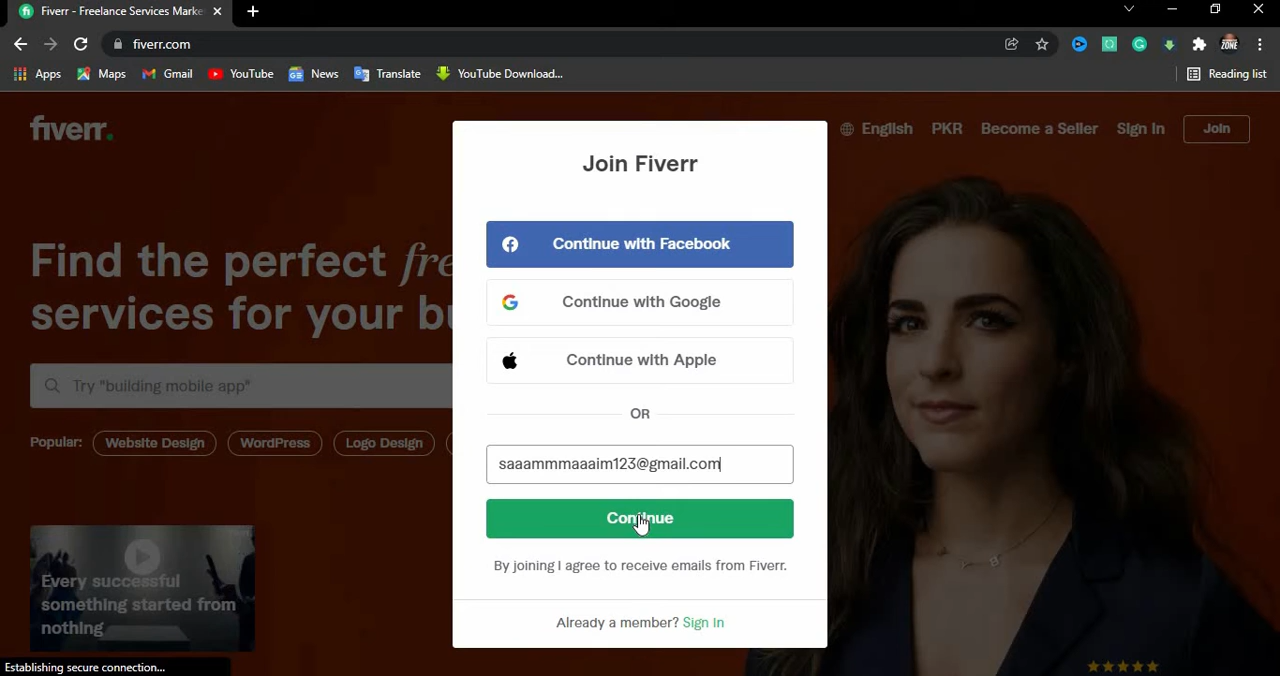 Fiverr - Freelance Services Marke
fiverr.com
ZONE
Apps
Maps
Gmail
YouTube
News
Translate
YouTube Download...
Reading list
fiverr.
English
PKR
Become a Seller
Sign In
Join
Join Fiverr
Continue with Facebook
Continue with Google
Continue with Apple
OR
saaammmaaaim123@gmail.com
Continue
By joining I agree to receive emails from Fiverr.
Already a member? Sign In
Find the perfect fre
services for your bu
Try "building mobile app"
Popular:
Website Design
WordPress
Logo Design
Every successful
something started from
nothing
Establishing secure connection...